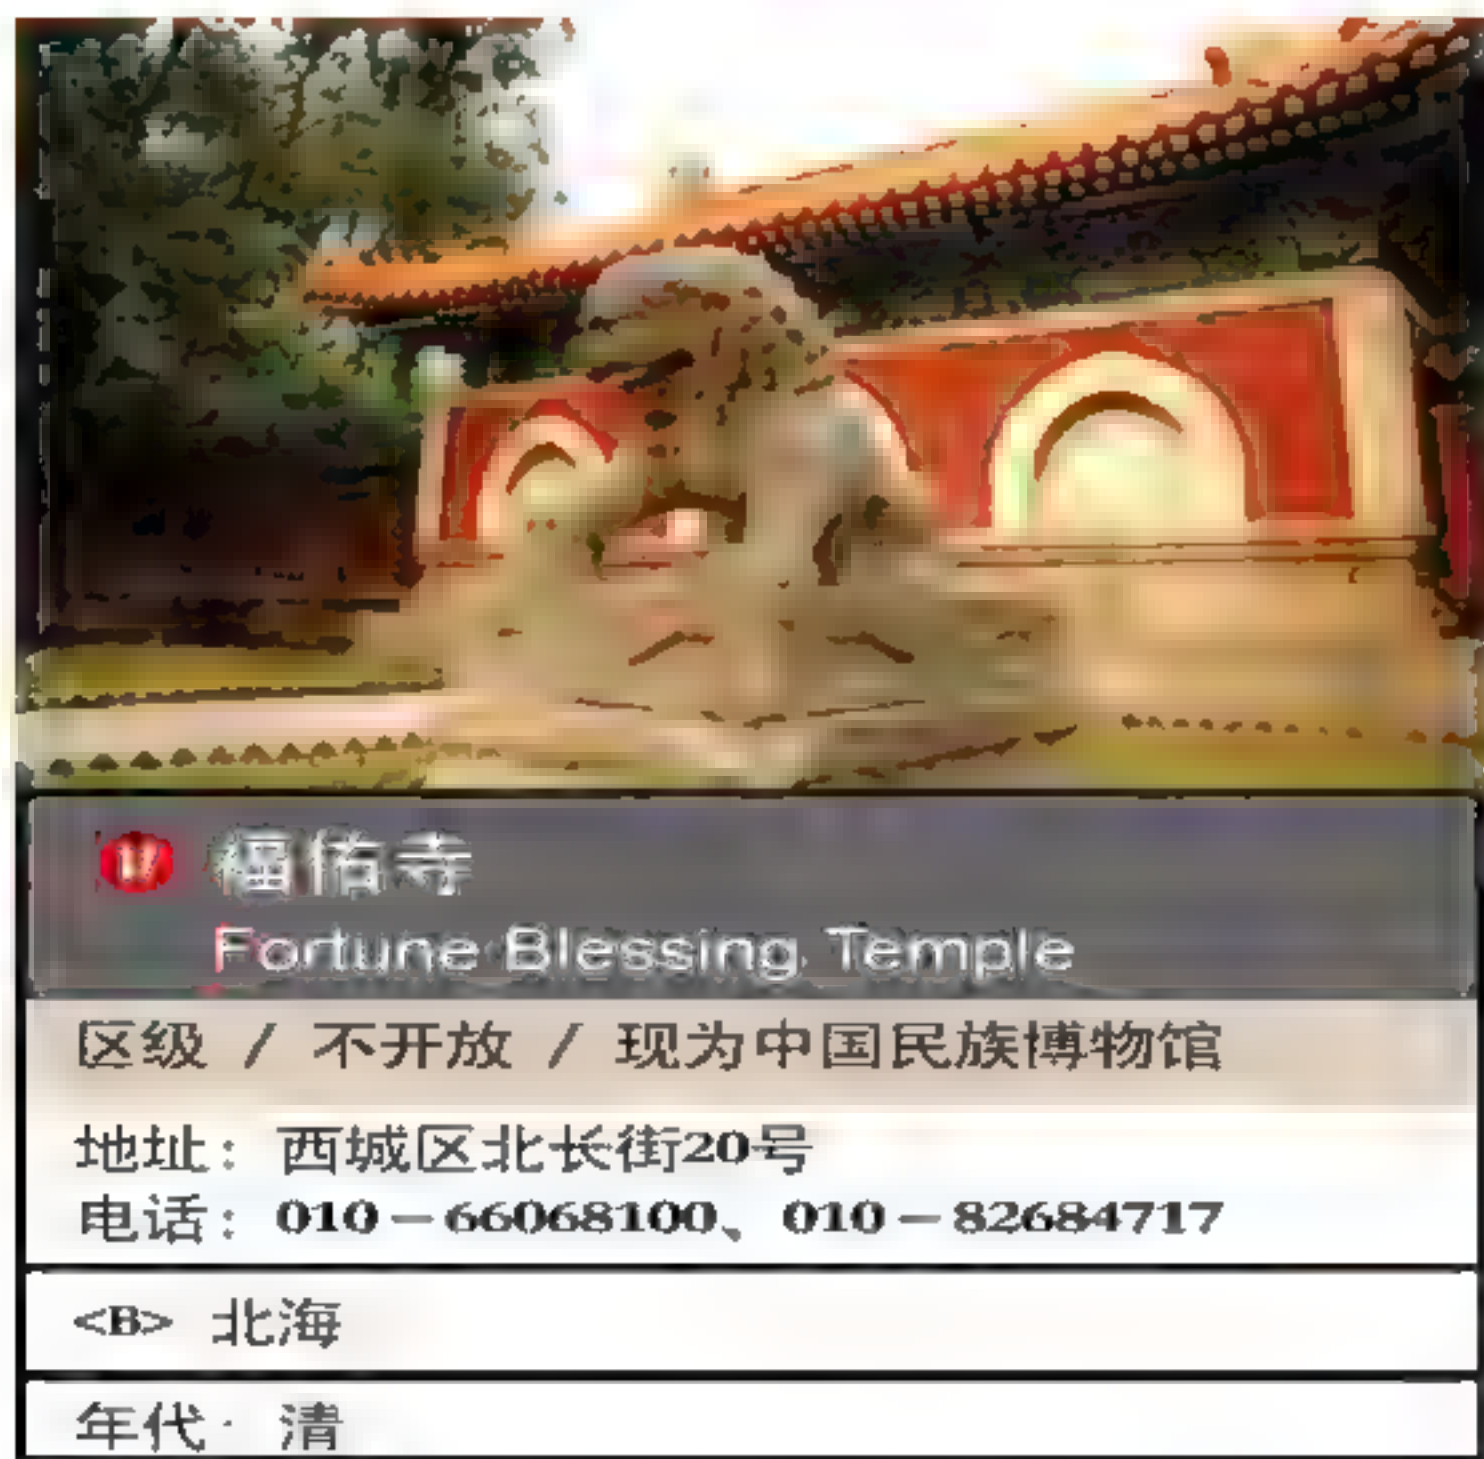 福佑寺
Fortune Blessing Temple
区级 / 不开放 / 现为中国民族博物馆
地址：西城区北长街20号
电话：010－66068100、010－82684717
<B> 北海
年代· 清